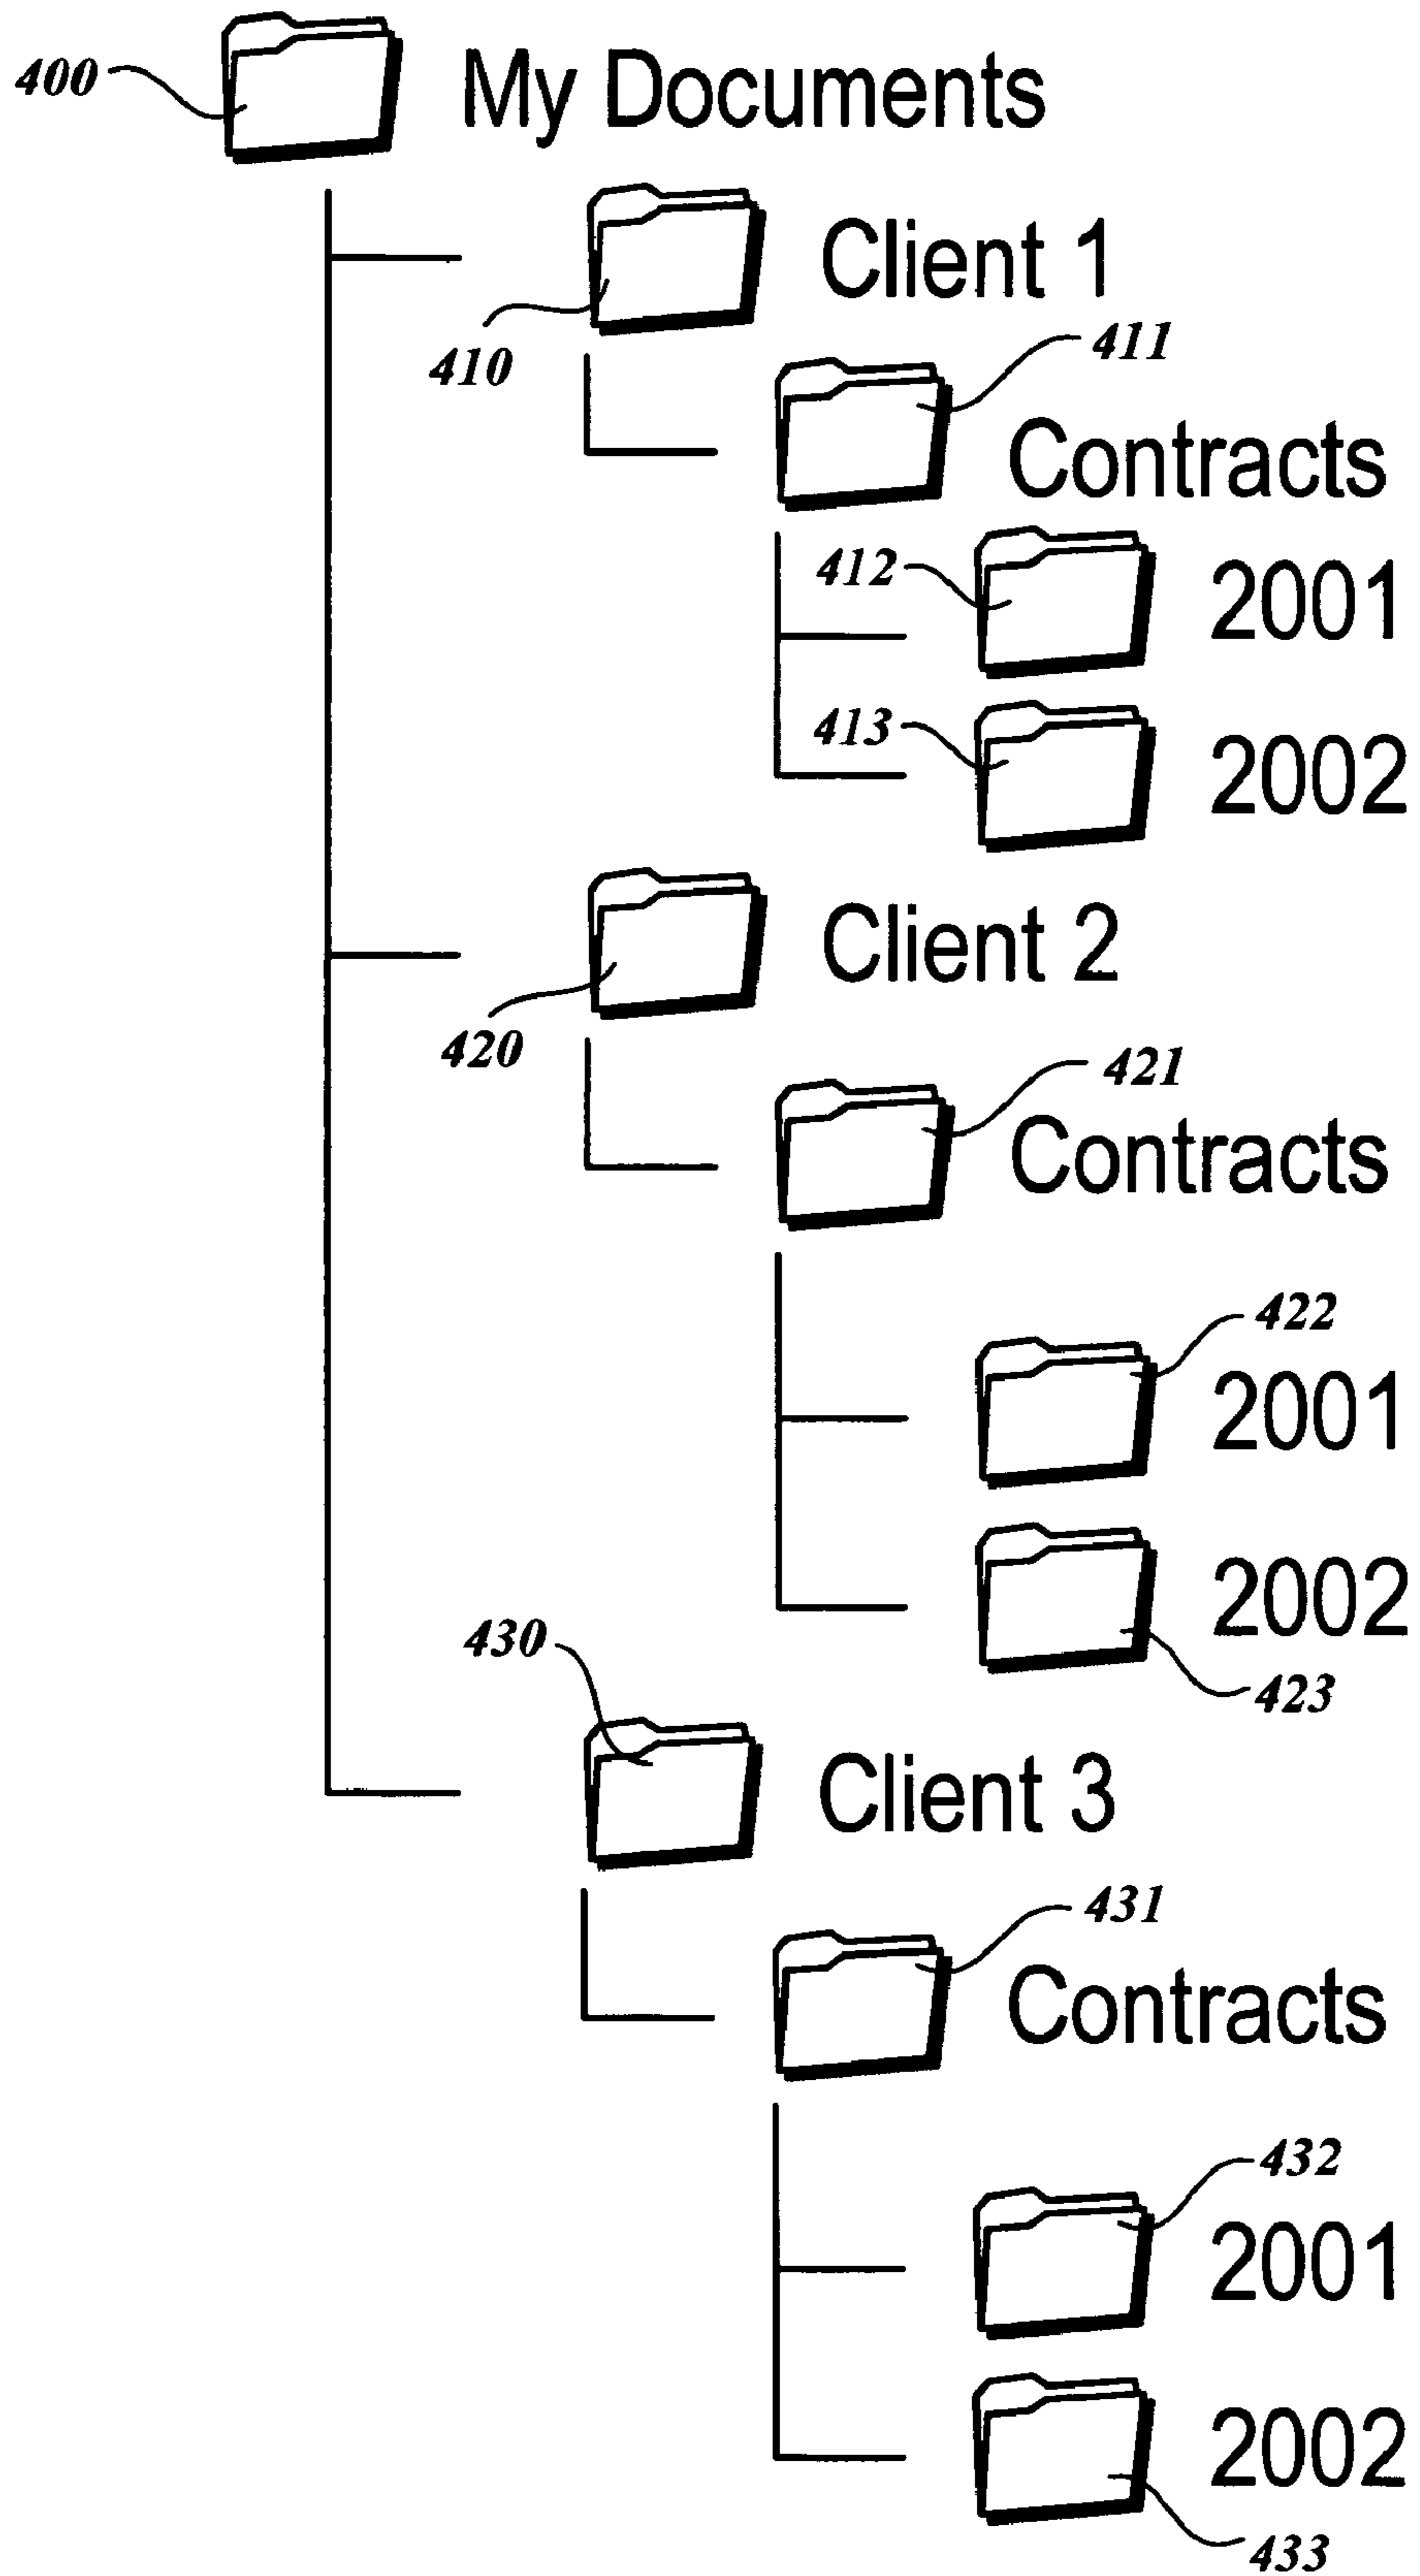 400 My Documents
Client 1
410
411
Contracts
412 2001
413 2002
Client 2
420
421
Contracts
422
2001
2002
423
430
Client 3
431
Contracts
432
2001
2002
433